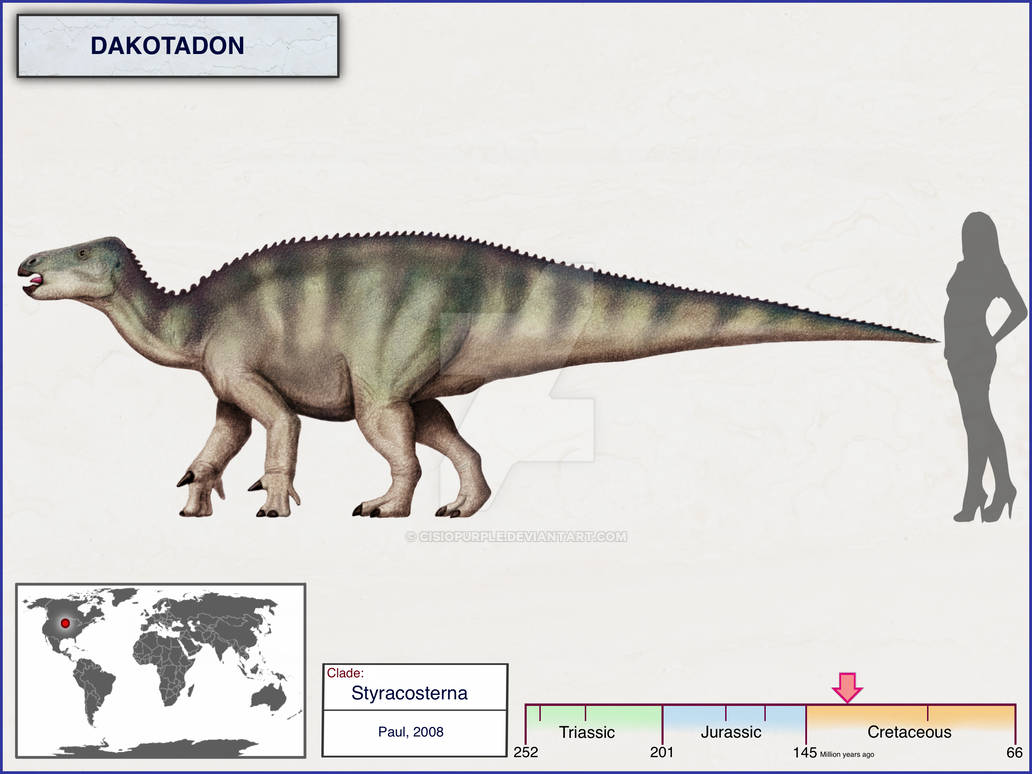 DAKOTADON
© CISIOPURPLE.DEVIANTART.COM
Clade:
Styracosterna
Paul, 2008
Triassic
Jurassic
Cretaceous
252
201
145 Million years ago
66